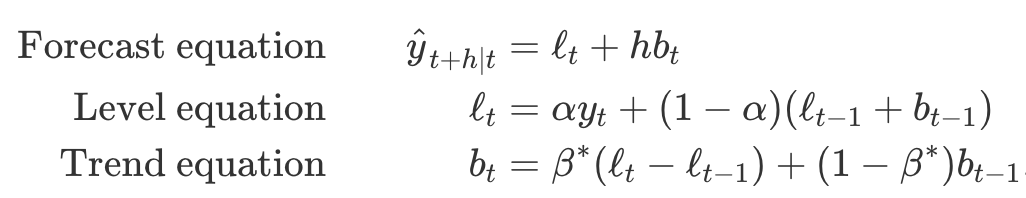 Forecast equation ŷ_{t+h|t} = ℓ_t + hb_t
Level equation ℓ_t = αy_t + (1 − α)(ℓ_{t−1} + b_{t−1})
Trend equation b_t = β*(ℓ_t − ℓ_{t−1}) + (1 − β*)b_{t−1}.